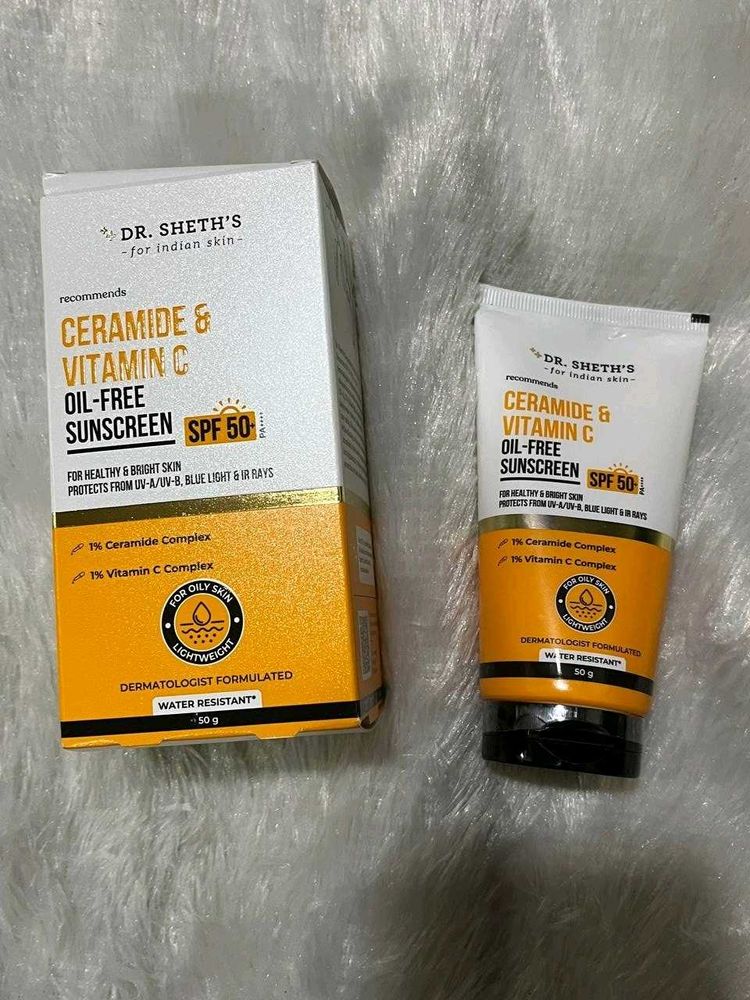 DR. SHETH'S
-for indian skin-
recommends
CERAMIDE &
VITAMIN C
OIL-FREE
SUNSCREEN
SPF 50+
PA++++
FOR HEALTHY & BRIGHT SKIN
PROTECTS FROM UV-A/UV-B, BLUE LIGHT & IR RAYS
1% Ceramide Complex
1% Vitamin C Complex
FOR OILY SKIN
LIGHTWEIGHT
DERMATOLOGIST FORMULATED
WATER RESISTANT*
50 g
DR. SHETH'S
-for indian skin-
recommends
CERAMIDE &
VITAMIN C
OIL-FREE
SUNSCREEN
SPF 50+
PA++++
FOR HEALTHY & BRIGHT SKIN
PROTECTS FROM UV-A/UV-B, BLUE LIGHT & IR RAYS
1% Ceramide Complex
1% Vitamin C Complex
FOR OILY SKIN
LIGHTWEIGHT
DERMATOLOGIST FORMULATED
WATER RESISTANT*
50 g